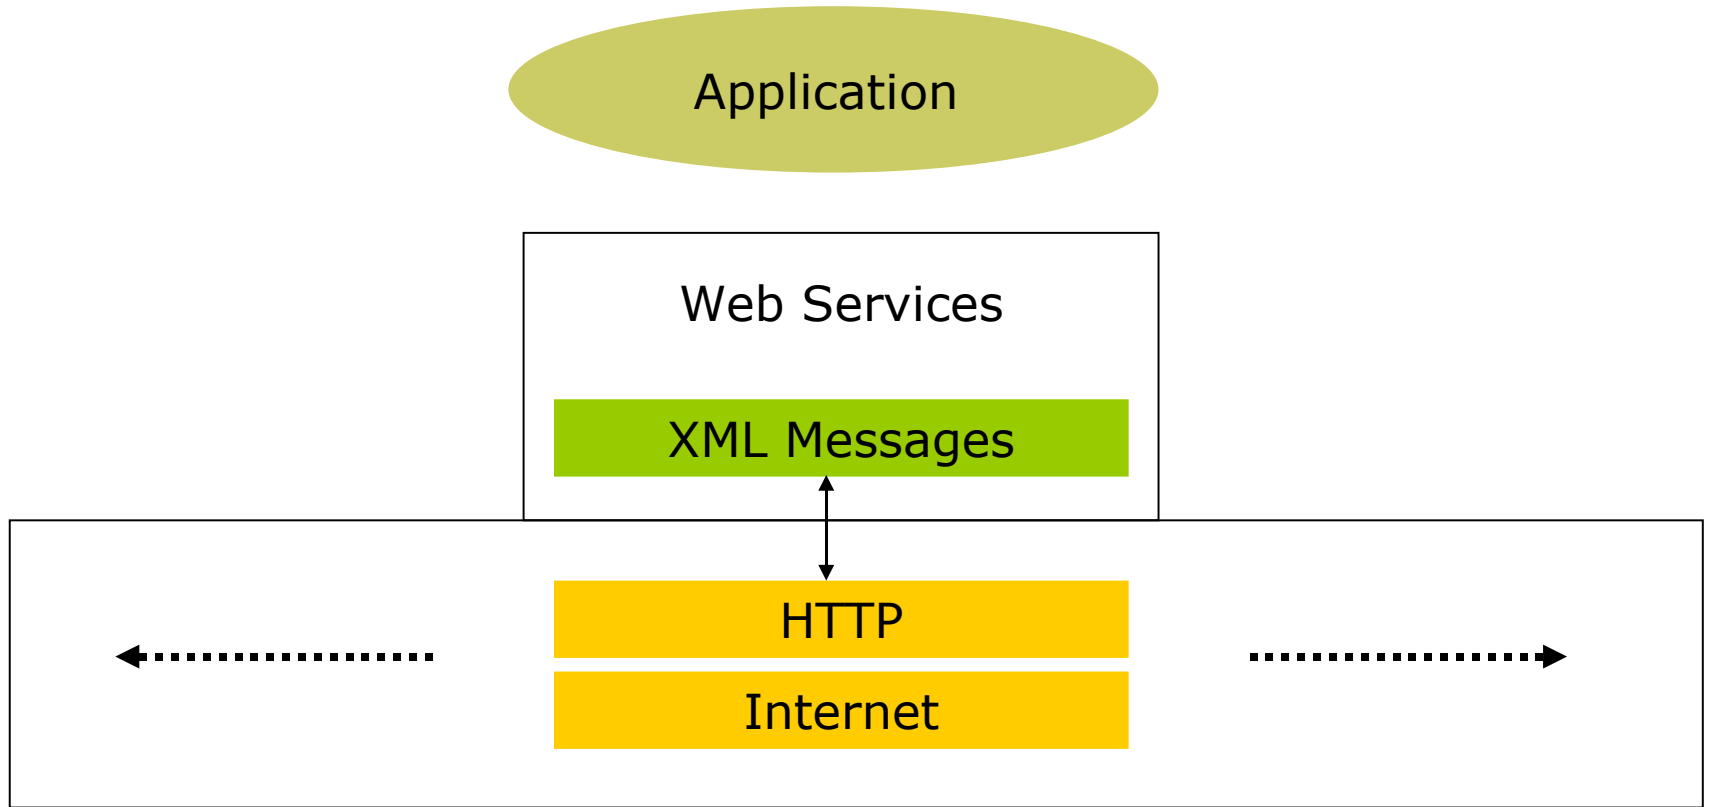 Application
Web Services
XML Messages
HTTP
Internet